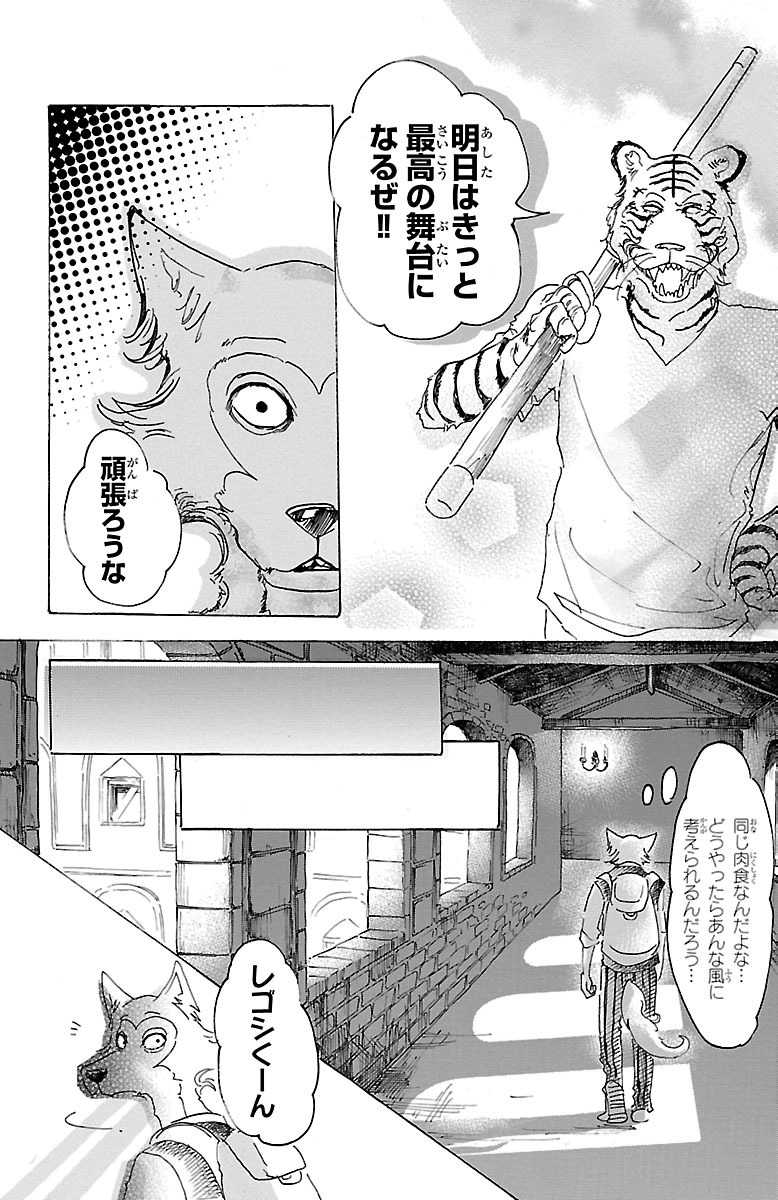 明日はきっと
最高の舞台に
なるぜ!!
頑張ろうな
同じ肉食なんだよな…
どうやったらあんな風に
考えられるんだろう…
レゴシくーん